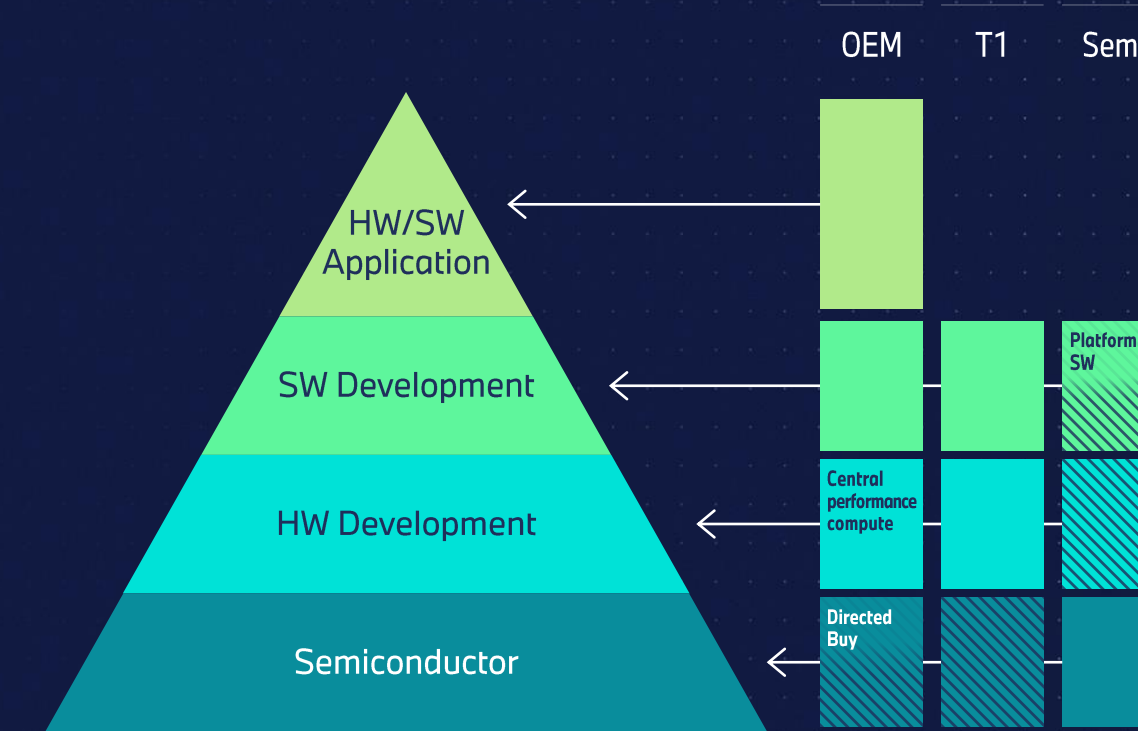 OEM
T1
Sem
HW/SW
Application
SW Development
HW Development
Semiconductor
Platform
SW
Central
performance
compute
Directed
Buy